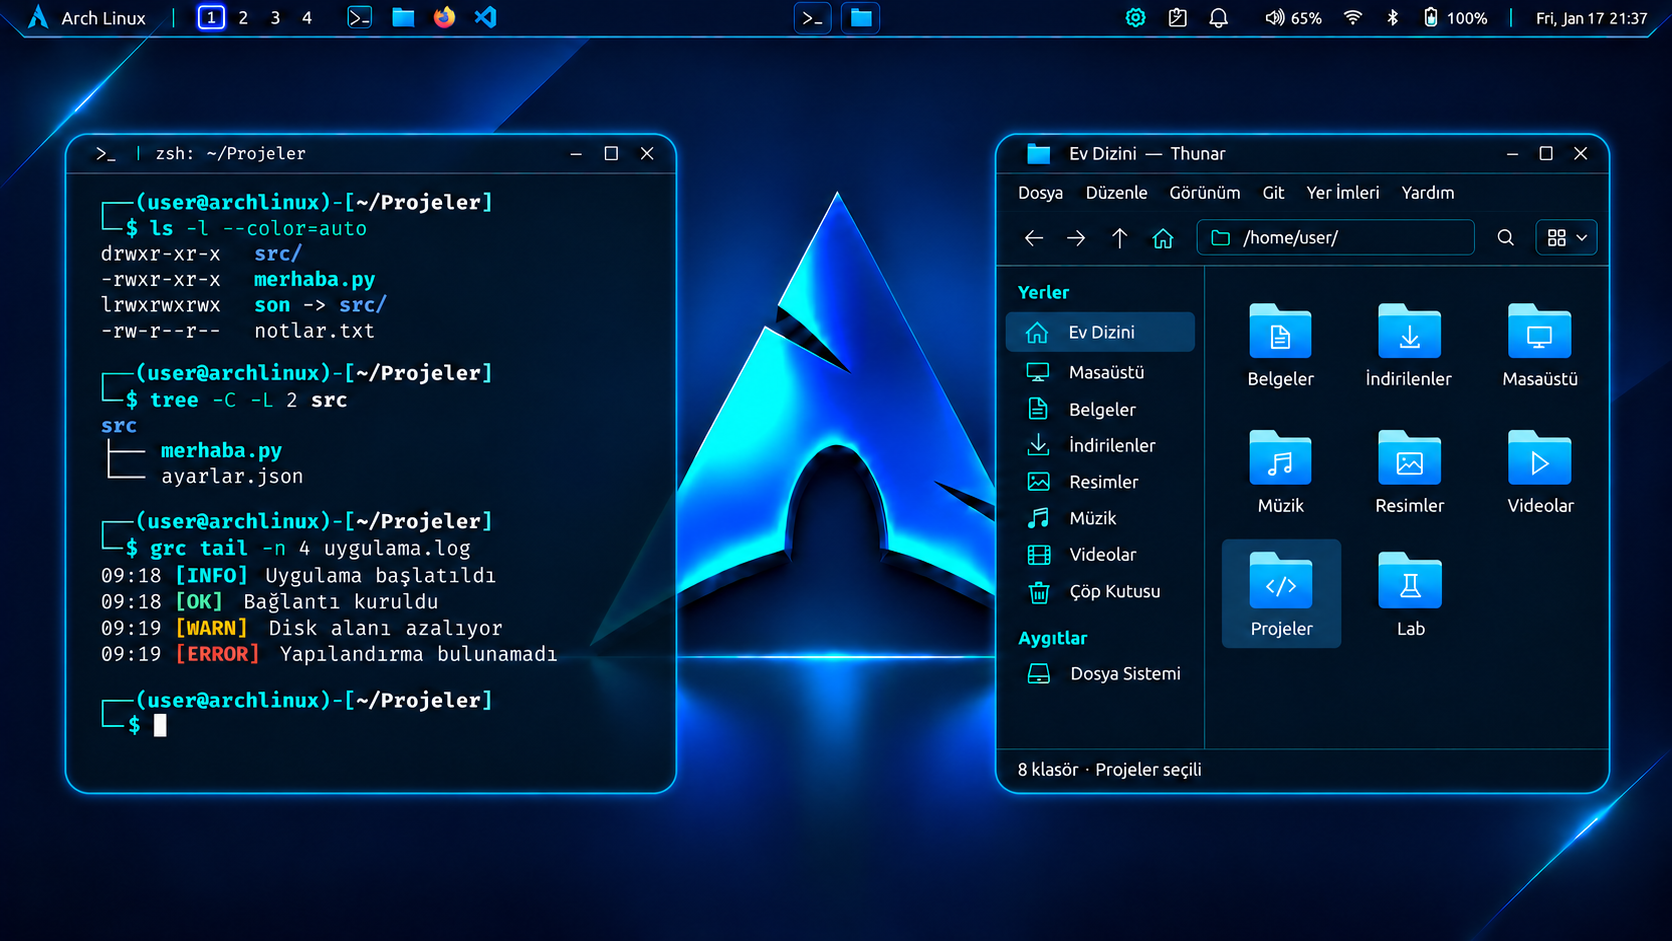 Arch Linux 1 2 3 4 65% 100% Fri, Jan 17 21:37
>_ | zsh: ~/Projeler
┌──(user@archlinux)-[~/Projeler]
└─$ ls -l --color=auto
drwxr-xr-x src/
-rwxr-xr-x merhaba.py
lrwxrwxrwx son -> src/
-rw-r--r-- notlar.txt
┌──(user@archlinux)-[~/Projeler]
└─$ tree -C -L 2 src
src
├── merhaba.py
└── ayarlar.json
┌──(user@archlinux)-[~/Projeler]
└─$ grc tail -n 4 uygulama.log
09:18 [INFO] Uygulama başlatıldı
09:18 [OK] Bağlantı kuruldu
09:19 [WARN] Disk alanı azalıyor
09:19 [ERROR] Yapılandırma bulunamadı
┌──(user@archlinux)-[~/Projeler]
└─$
Ev Dizini — Thunar
Dosya Düzenle Görünüm Git Yer İmleri Yardım
/home/user/
Yerler
Ev Dizini
Masaüstü
Belgeler
İndirilenler
Resimler
Müzik
Videolar
Çöp Kutusu
Aygıtlar
Dosya Sistemi
Belgeler İndirilenler Masaüstü
Müzik Resimler Videolar
Projeler Lab
8 klasör · Projeler seçili